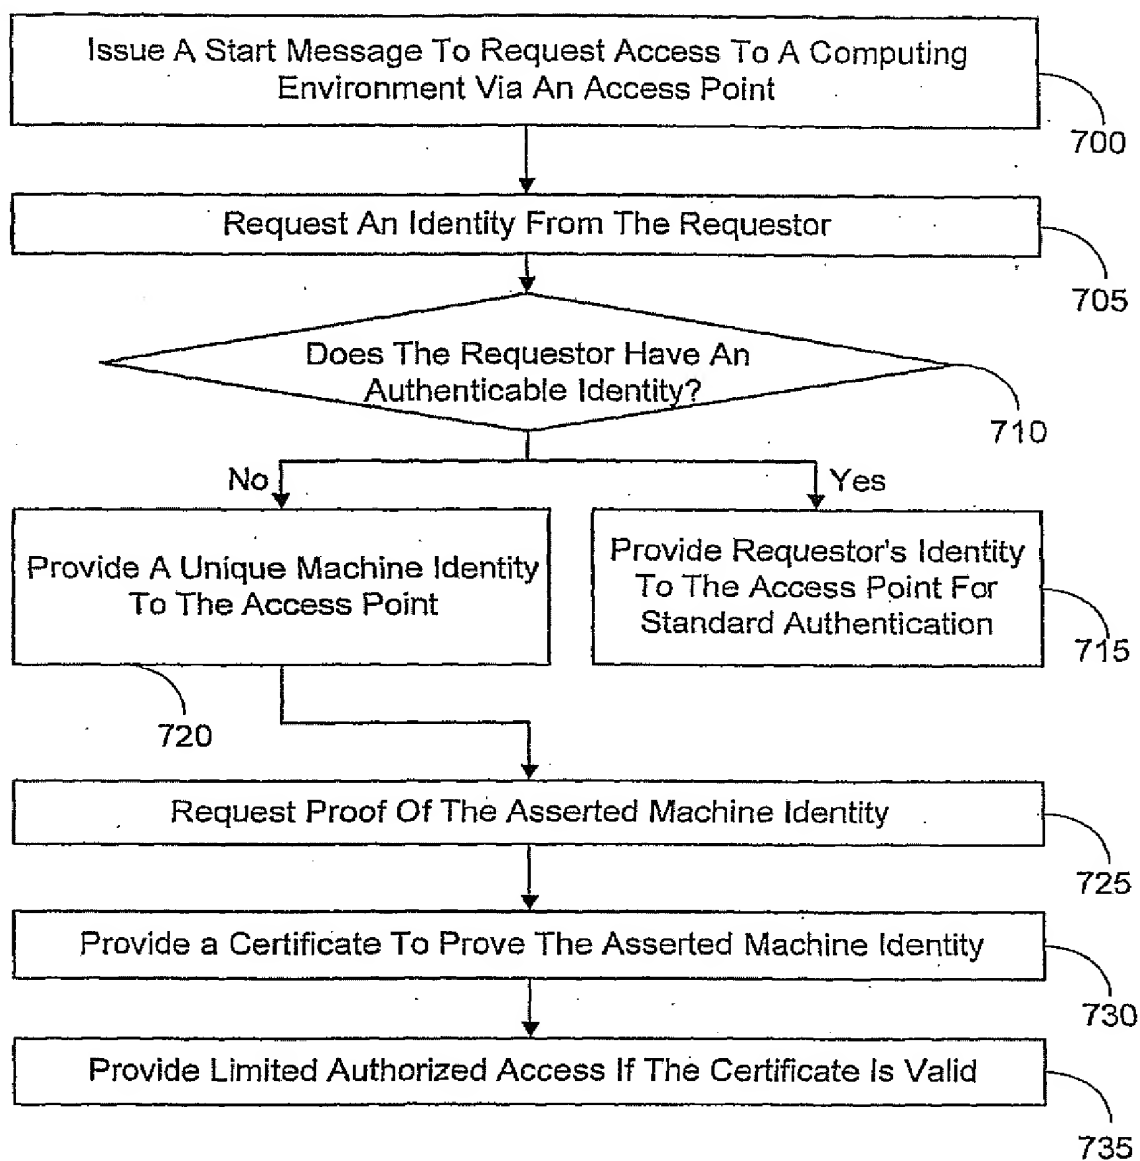 Issue A Start Message To Request Access To A Computing
Environment Via An Access Point
700
Request An Identity From The Requestor
705
Does The Requestor Have An
Authenticable Identity?
710
No
Yes
Provide A Unique Machine Identity
To The Access Point
720
Provide Requestor's Identity
To The Access Point For
Standard Authentication
715
Request Proof Of The Asserted Machine Identity
725
Provide a Certificate To Prove The Asserted Machine Identity
730
Provide Limited Authorized Access If The Certificate Is Valid
735